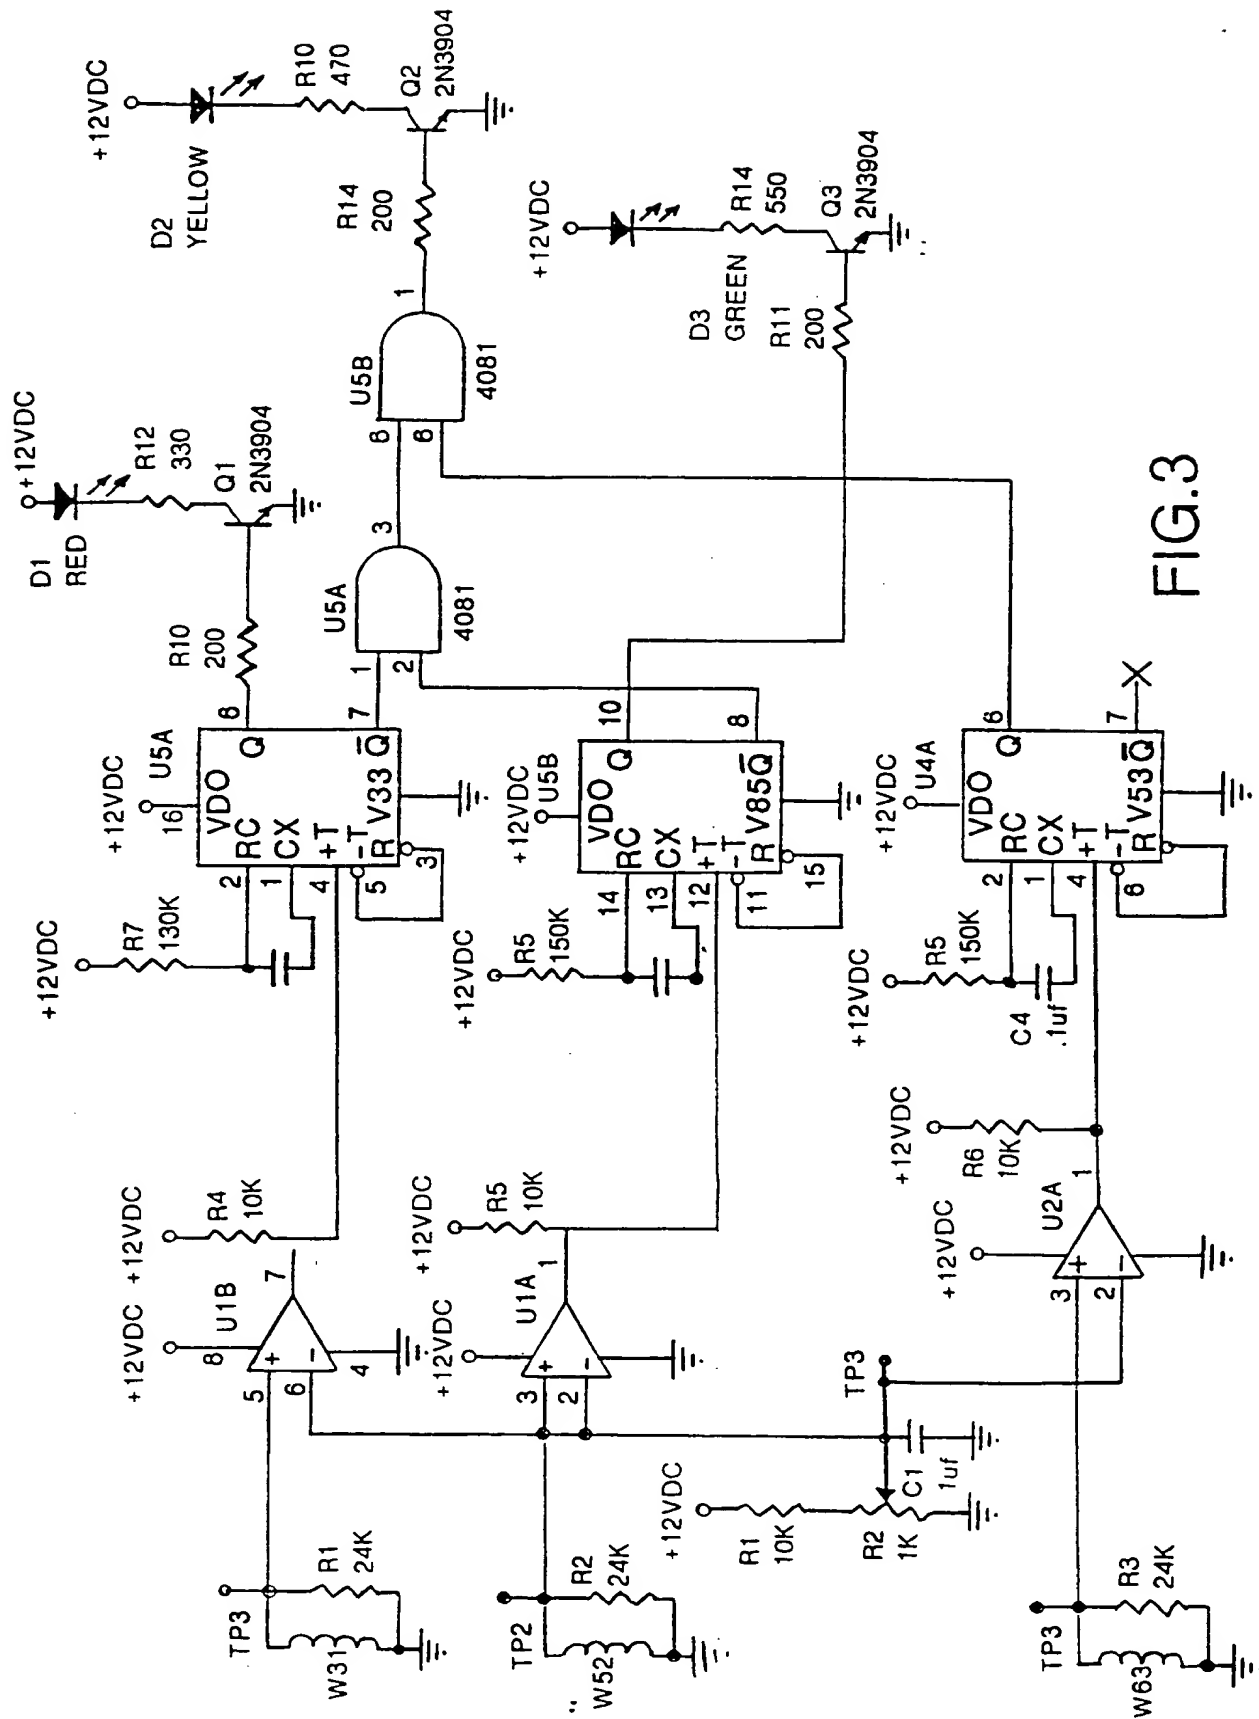 +12VDC
D1
RED
R12
330
Q1
2N3904
+12VDC
D2
YELLOW
R10
470
Q2
2N3904
R14
200
1
U5B
6
6
4081
3
U5A
1
2
4081
R10
200
+12VDC
16
U5A
VDO
RC
CX
+T
-T
R
Q
Q
V33
6
7
2
1
4
5
3
+12VDC
R7
130K
+12VDC
R4
10K
+12VDC
8
U1B
7
+
-
5
6
4
TP3
R1
24K
W31
+12VDC
D3
GREEN
R14
550
Q3
2N3904
R11
200
+12VDC
U5B
VDO
RC
CX
+T
-T
R
Q
Q
V85
10
8
14
13
12
11
15
+12VDC
R5
150K
+12VDC
R5
10K
+12VDC
U1A
1
+
-
3
2
TP2
R2
24K
W52
+12VDC
R1
10K
R2
1K
C1
1uf
TP3
+12VDC
U4A
VDO
RC
CX
+T
-T
R
Q
Q
V53
6
7
2
1
4
6
+12VDC
R5
150K
C4
.1uf
+12VDC
R6
10K
+12VDC
U2A
1
+
-
3
2
TP3
R3
24K
W63
FIG.3